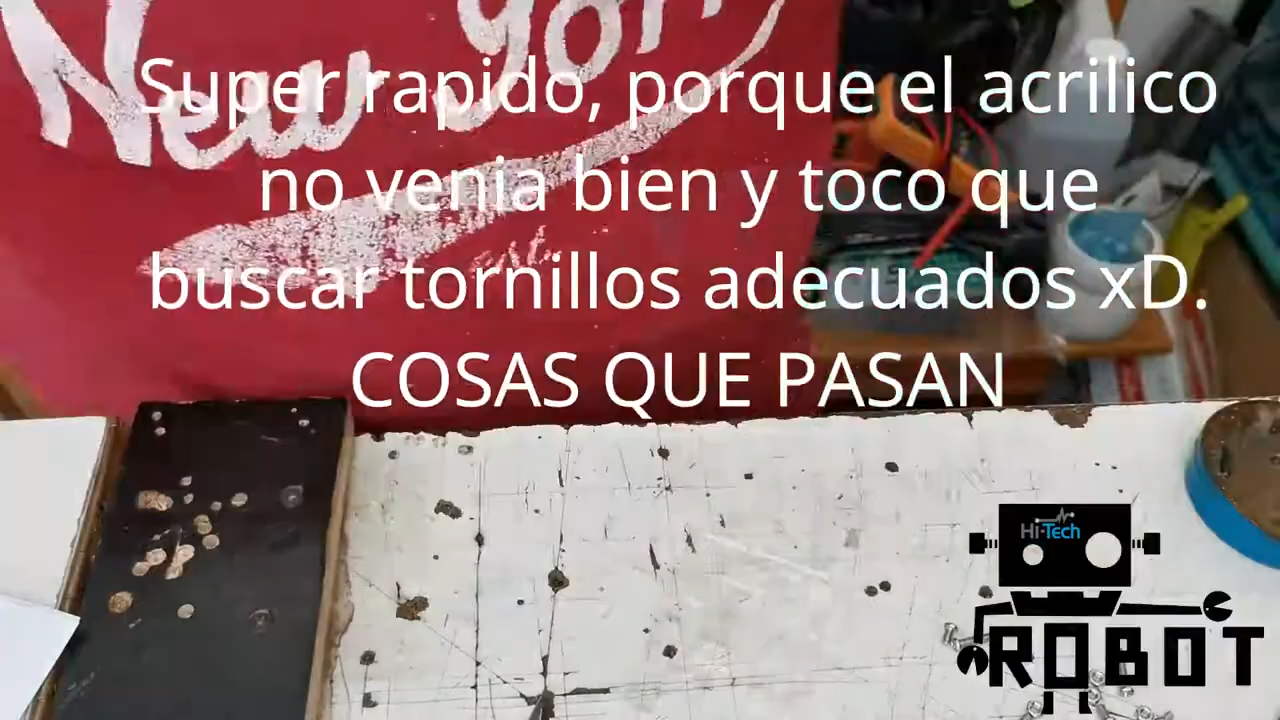 New York
Super rapido, porque el acrilico
no venia bien y toco que
buscar tornillos adecuados xD.
COSAS QUE PASAN
Hi-Tech
ROBOT